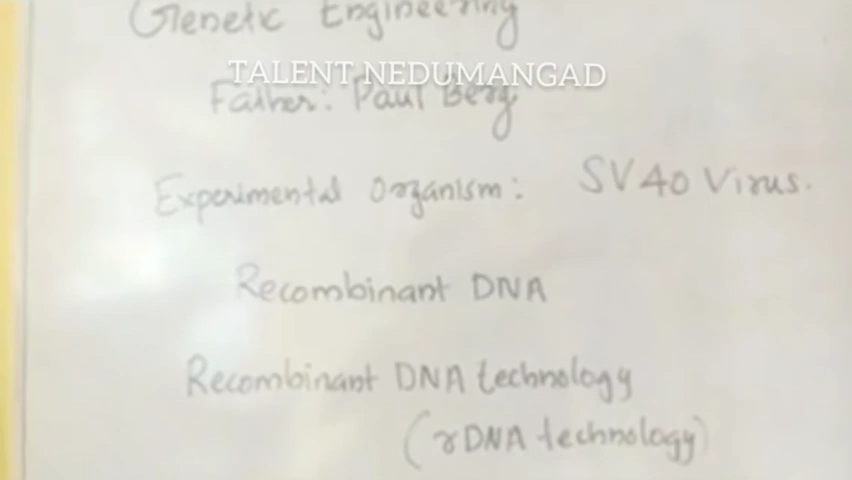 Genetic Engineering
TALENT NEDUMANGAD
Father: Paul Berg
Experimental Organism: SV40 Virus.
Recombinant DNA
Recombinant DNA technology
(rDNA technology)